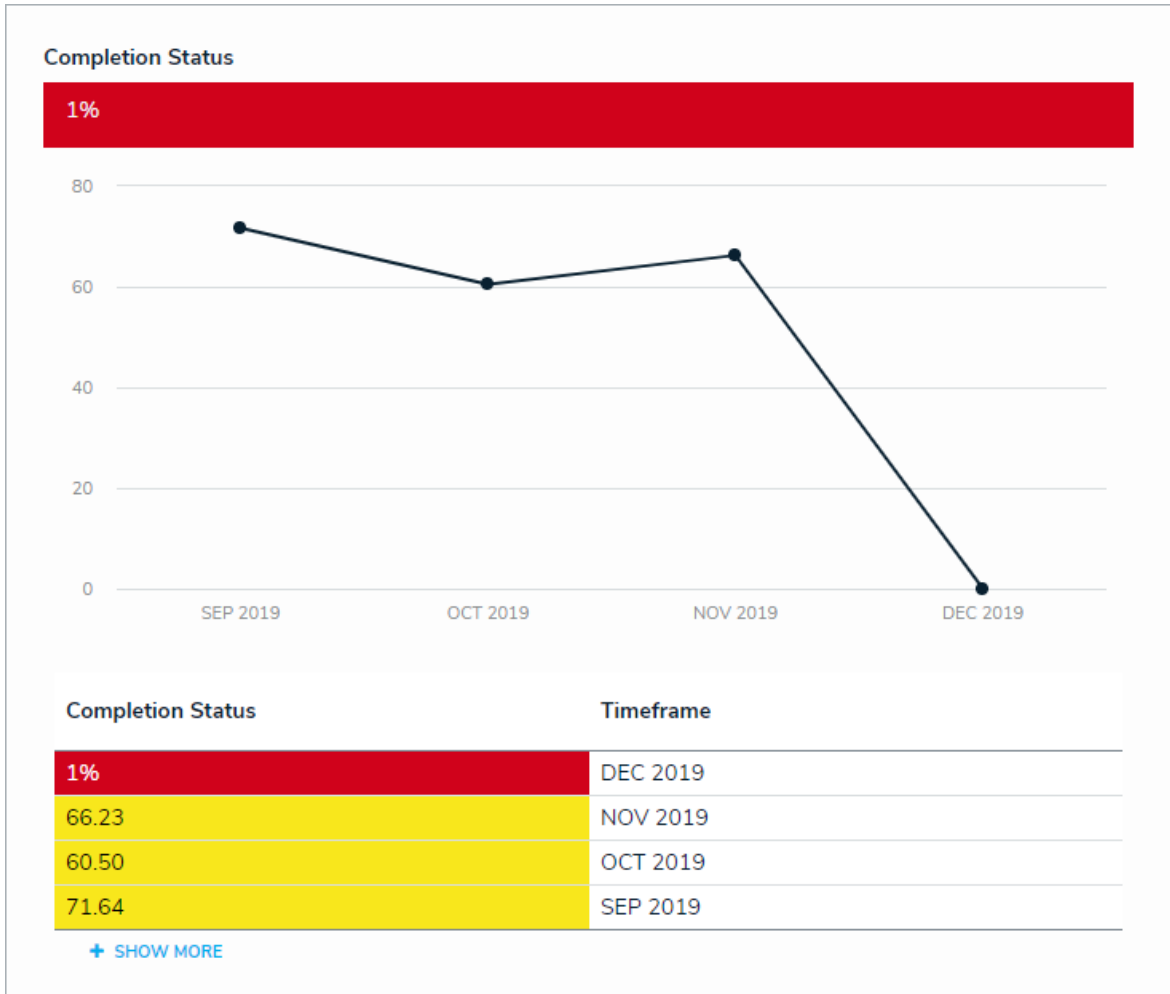 Completion Status
1%
80
60
40
20
0
SEP 2019 OCT 2019 NOV 2019 DEC 2019
Completion Status Timeframe
1% DEC 2019
66.23 NOV 2019
60.50 OCT 2019
71.64 SEP 2019
+ SHOW MORE